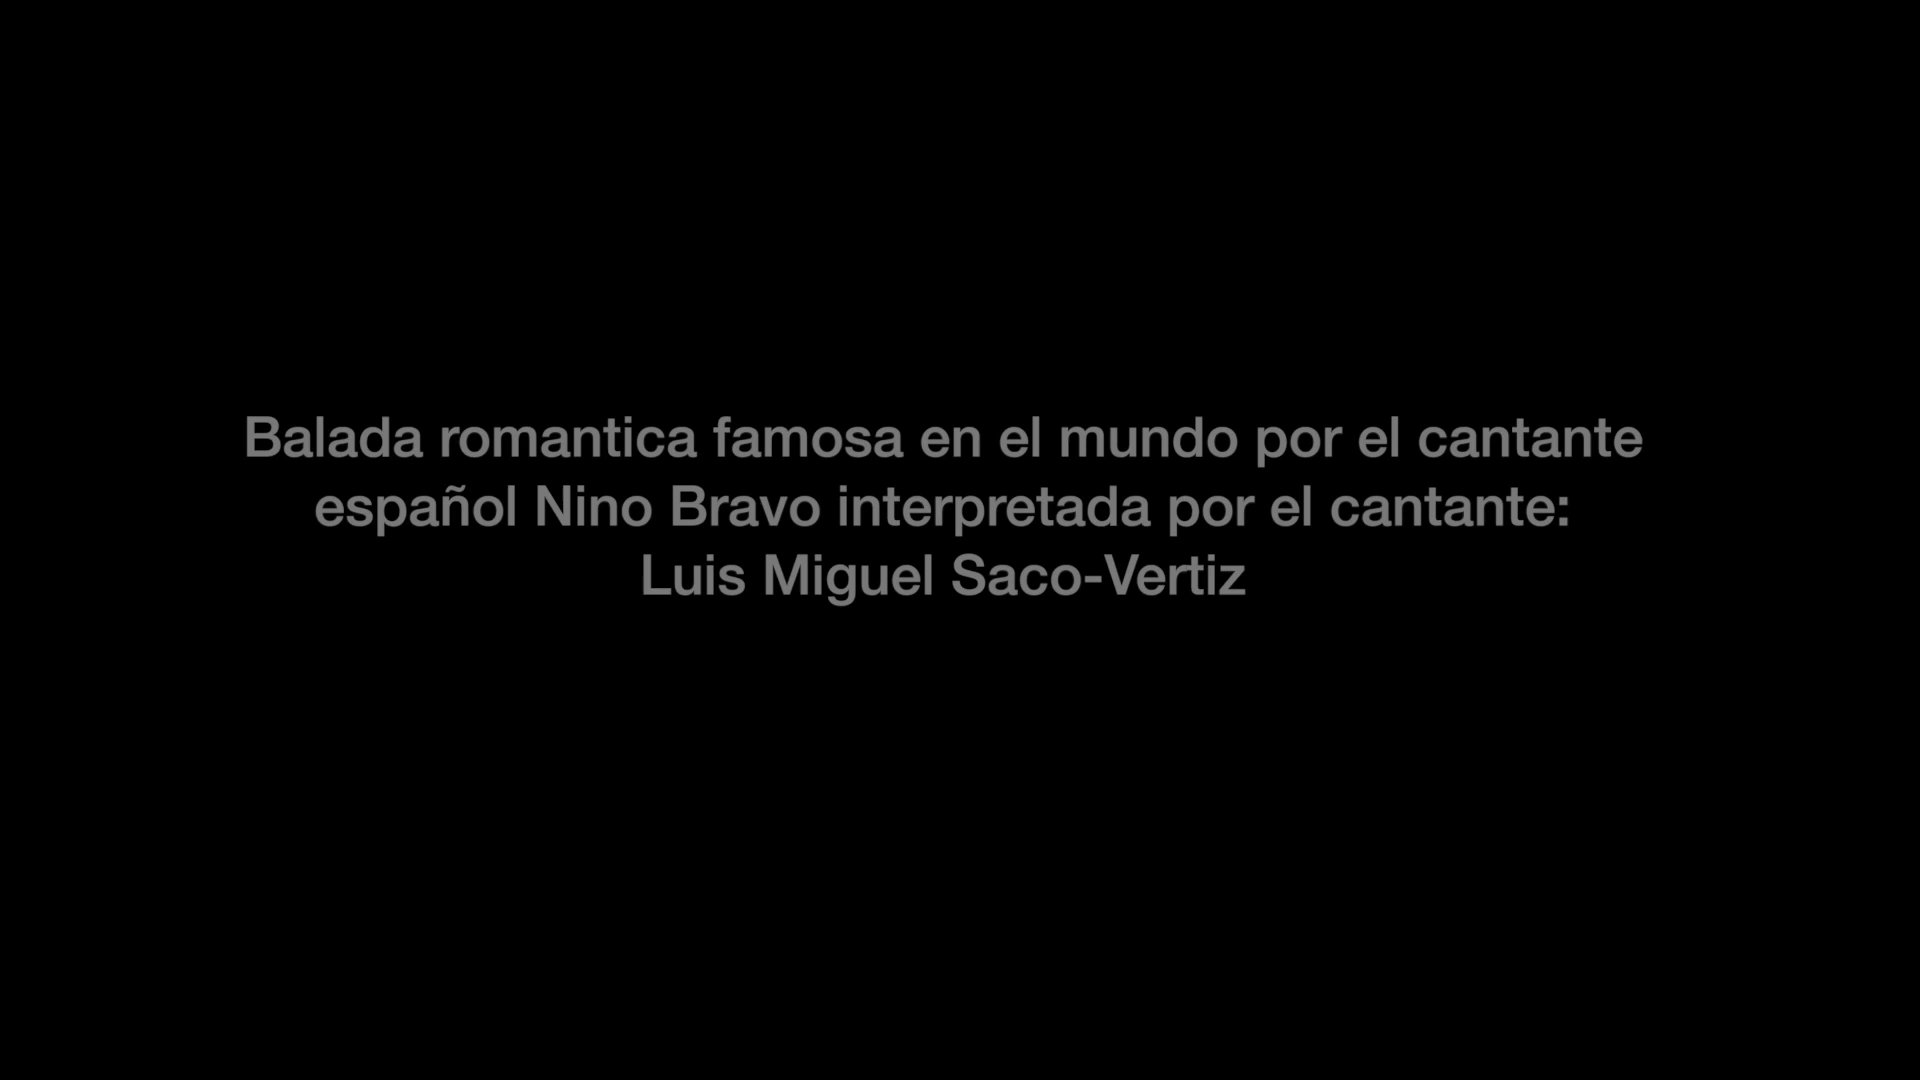 Balada romantica famosa en el mundo por el cantante
español Nino Bravo interpretada por el cantante:
Luis Miguel Saco-Vertiz